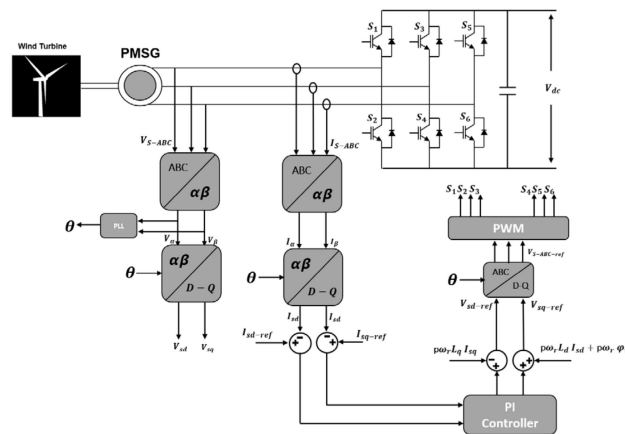 Wind Turbine
PMSG
S1 S3 S5
S2 S4 S6
Vdc
VS-ABC
IS-ABC
ABC
αβ
ABC
αβ
θ
PLL
Vα
Vβ
Iα
Iβ
θ
αβ
D-Q
θ
αβ
D-Q
Vsd
Vsq
Isd
Isd
Isd-ref
Isq-ref
S1 S2 S3
S4 S5 S6
PWM
VS-ABC-ref
θ
ABC
D-Q
Vsd-ref
Vsq-ref
pωrLq Isq
pωrLd Isd + pωr φ
PI
Controller